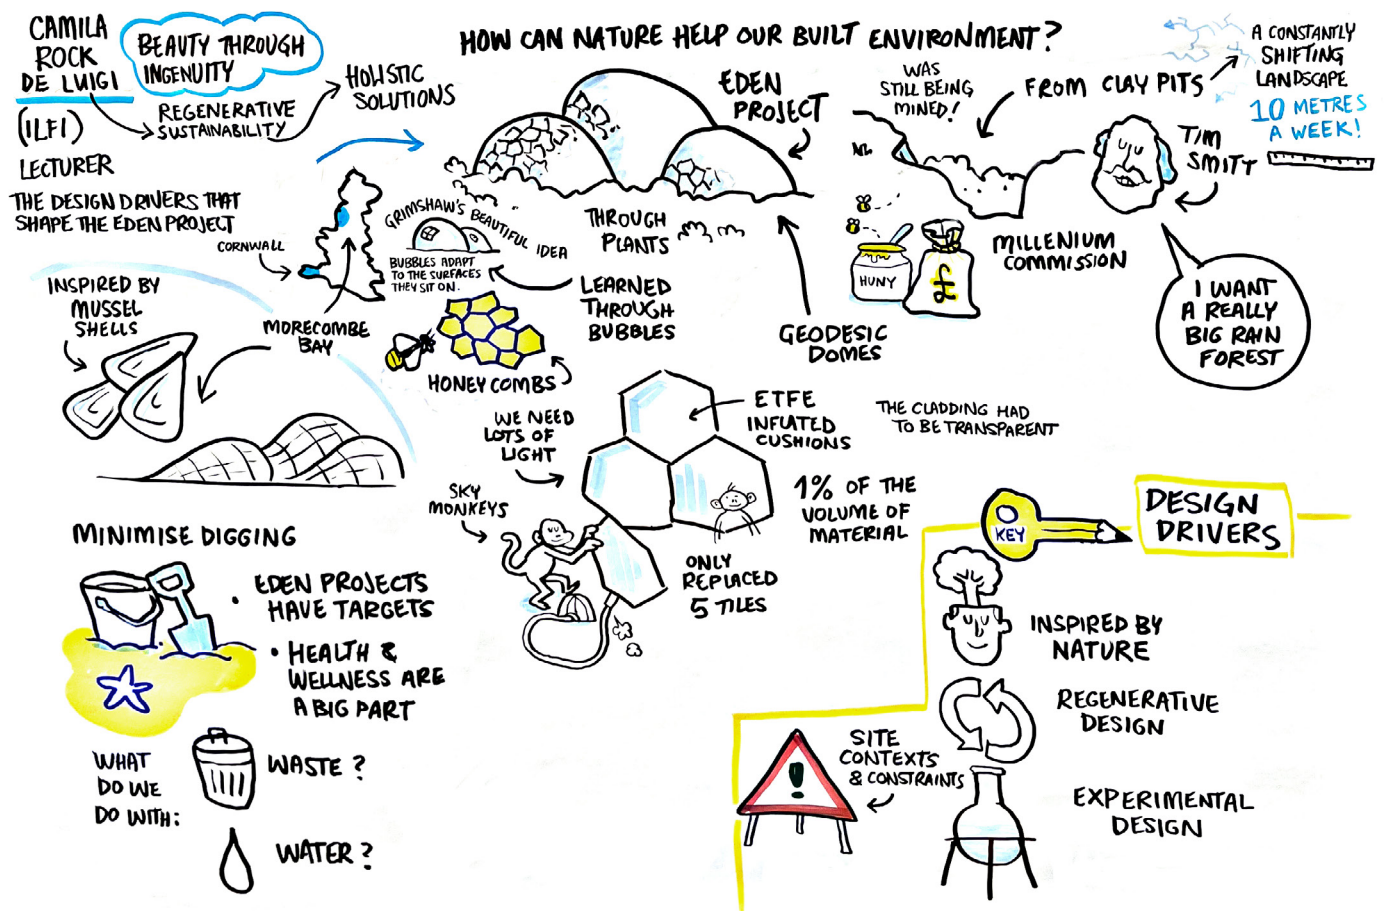 CAMILA
ROCK
DE LUIGI
(ILFI)
LECTURER
BEAUTY THROUGH
INGENUITY
REGENERATIVE
SUSTAINABILITY
HOLISTIC
SOLUTIONS
THE DESIGN DRIVERS THAT
SHAPE THE EDEN PROJECT
HOW CAN NATURE HELP OUR BUILT ENVIRONMENT?
EDEN
PROJECT
WAS
STILL BEING
MINED!
FROM CLAY PITS
A CONSTANTLY
SHIFTING
LANDSCAPE
10 METRES
A WEEK!
TIM
SMITT
I WANT
A REALLY
BIG RAIN
FOREST
MILLENIUM
COMMISSION
HUNY
£
THROUGH
PLANTS
GEODESIC
DOMES
GRIMSHAW'S BEAUTIFUL IDEA
BUBBLES ADAPT
TO THE SURFACES
THEY SIT ON.
LEARNED
THROUGH
BUBBLES
CORNWALL
MORECOMBE
BAY
INSPIRED BY
MUSSEL
SHELLS
HONEY COMBS
WE NEED
LOTS OF
LIGHT
SKY
MONKEYS
ETFE
INFLATED
CUSHIONS
THE CLADDING HAD
TO BE TRANSPARENT
1% OF THE
VOLUME OF
MATERIAL
ONLY
REPLACED
5 TILES
MINIMISE DIGGING
• EDEN PROJECTS
HAVE TARGETS
• HEALTH &
WELLNESS ARE
A BIG PART
WHAT
DO WE
DO WITH:
WASTE?
WATER?
KEY
DESIGN
DRIVERS
INSPIRED BY
NATURE
REGENERATIVE
DESIGN
EXPERIMENTAL
DESIGN
SITE
CONTEXTS
& CONSTRAINTS
!